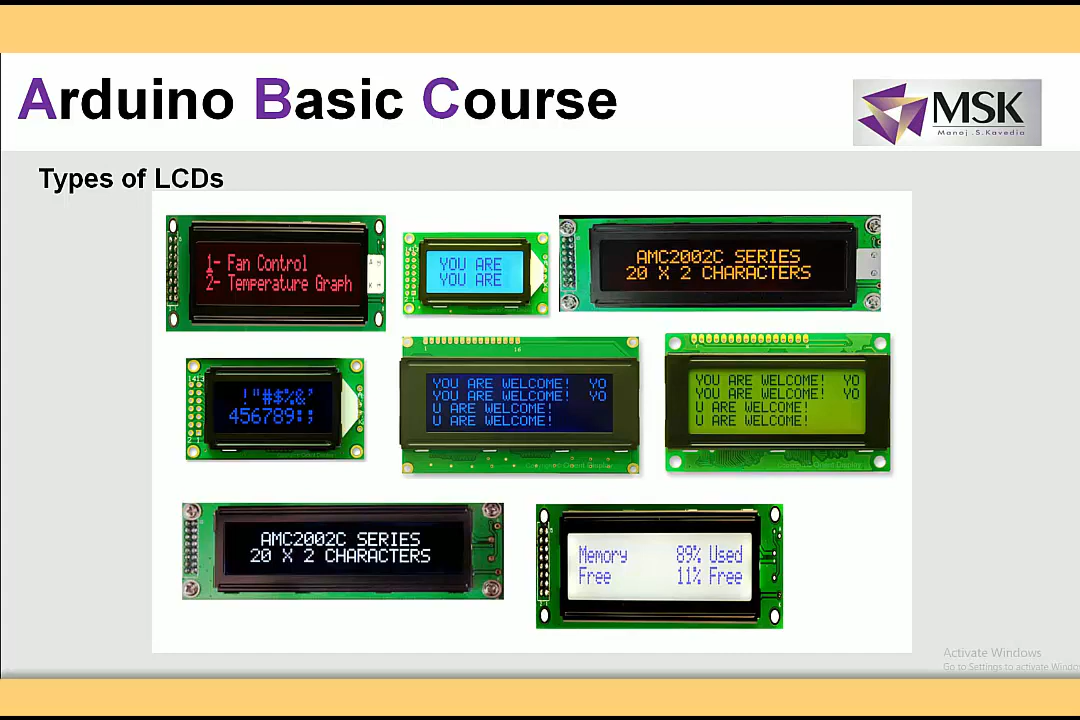 Arduino Basic Course
MSK
Manoj .S.Kavedia
Types of LCDs
1- Fan Control
2- Temperature Graph
YOU ARE
YOU ARE
AMC2002C SERIES
20 X 2 CHARACTERS
!"#$%&'
456789:;
YOU ARE WELCOME! YO
YOU ARE WELCOME! YO
U ARE WELCOME!
U ARE WELCOME!
YOU ARE WELCOME! YO
YOU ARE WELCOME! YO
U ARE WELCOME!
U ARE WELCOME!
AMC2002C SERIES
20 X 2 CHARACTERS
Memory 89% Used
Free 11% Free
Activate Windows
Go to Settings to activate Windo